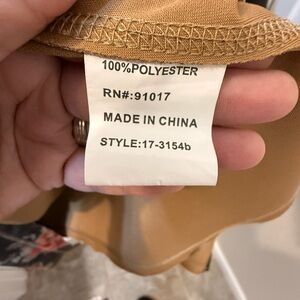 100%POLYESTER
RN#:91017
MADE IN CHINA
STYLE:17-3154b